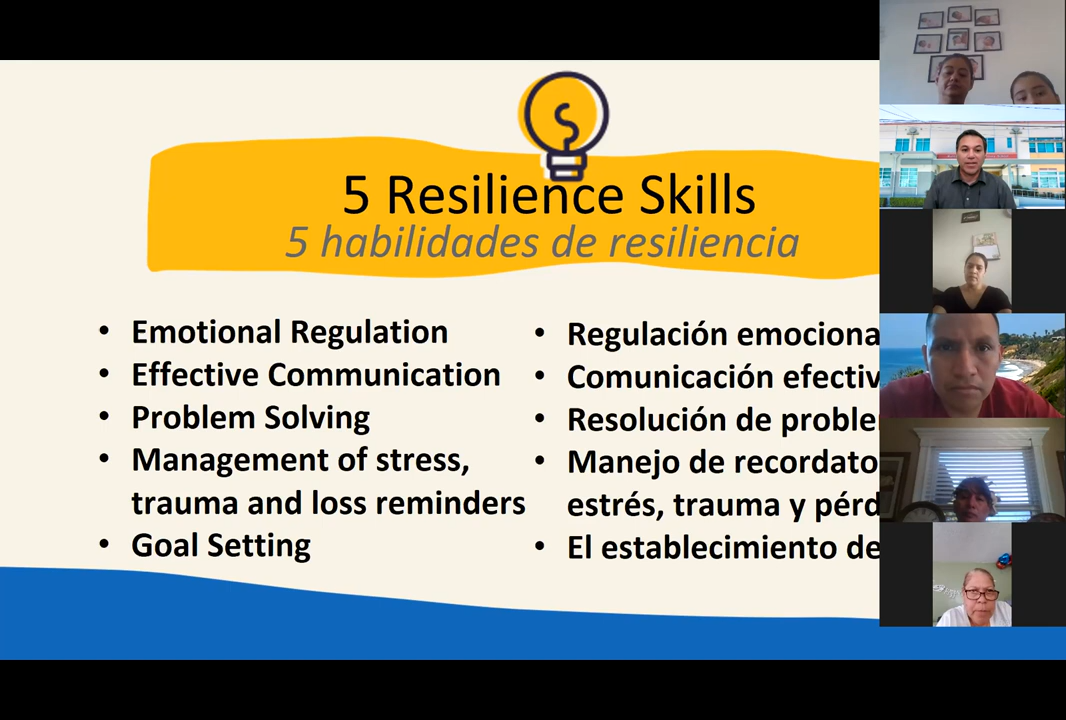 5 Resilience Skills
5 habilidades de resiliencia
• Emotional Regulation
• Effective Communication
• Problem Solving
• Management of stress,
trauma and loss reminders
• Goal Setting
• Regulación emociona
• Comunicación efectiv
• Resolución de proble
• Manejo de recordato
estrés, trauma y pérd
• El establecimiento de